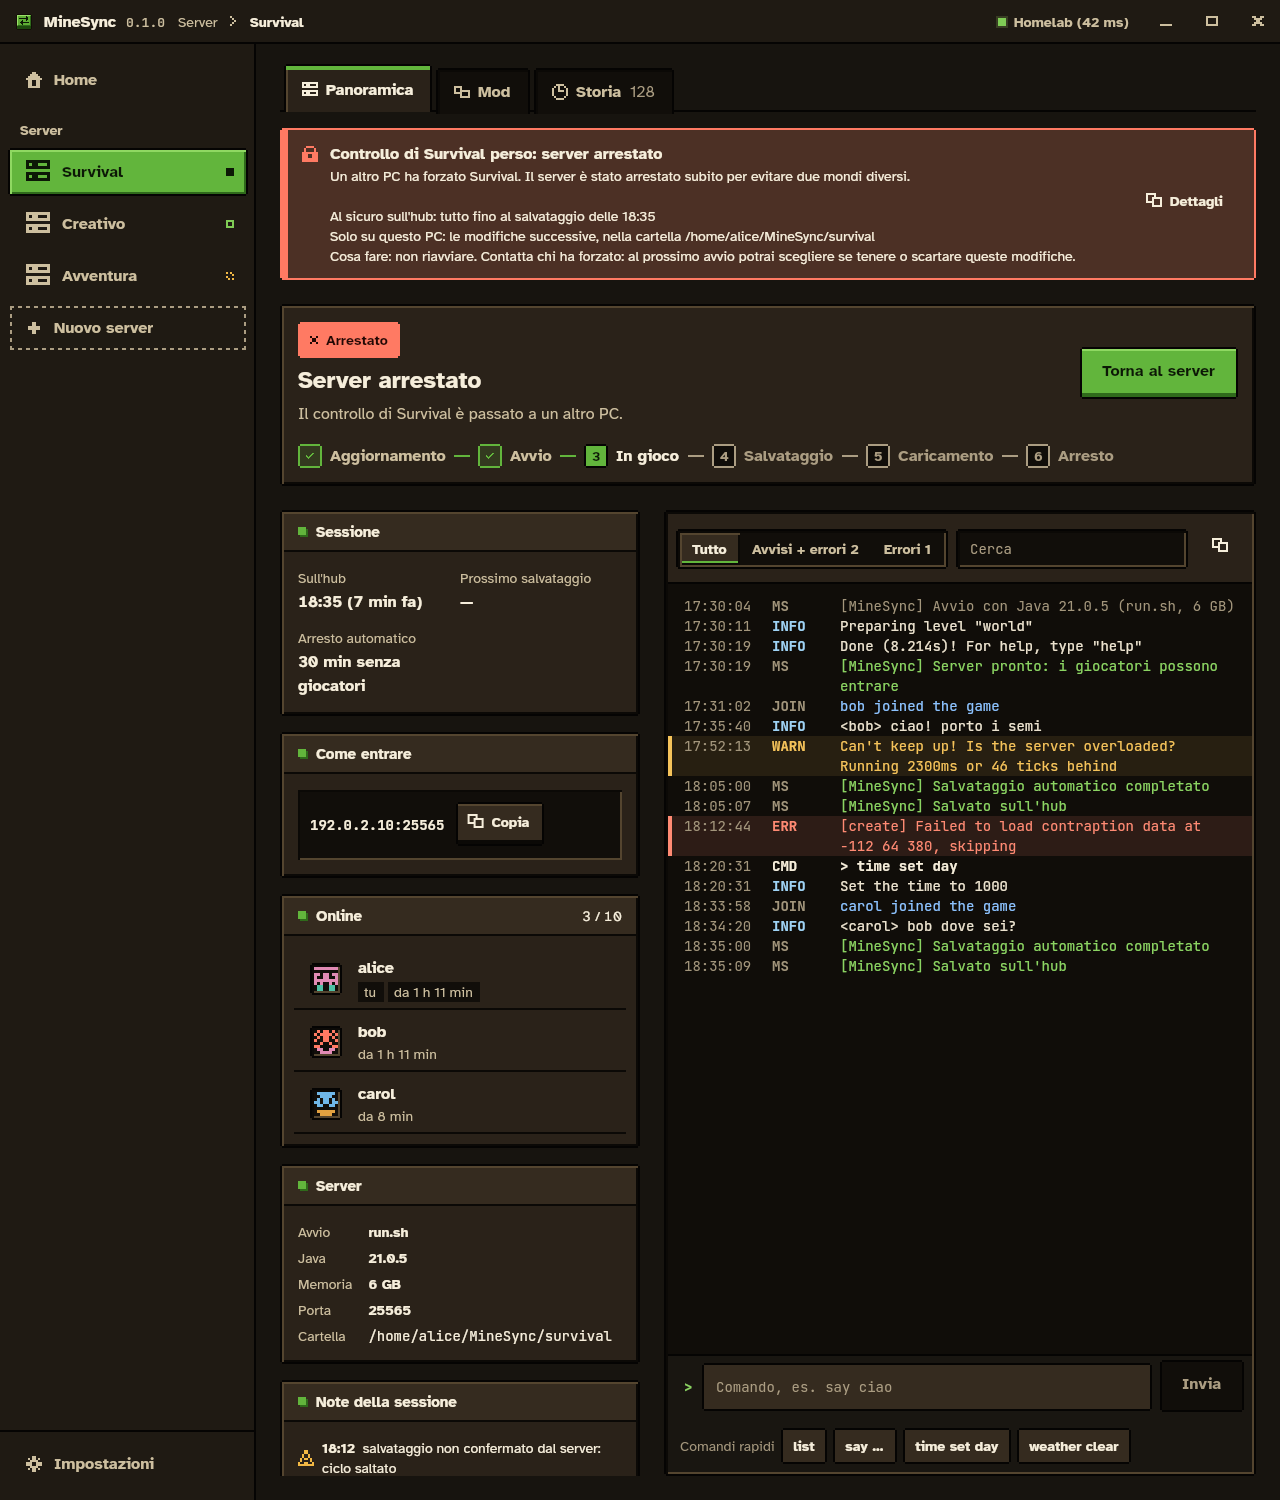 MineSync 0.1.0 Server > Survival
Homelab (42 ms)
Home
Server
Survival
Creativo
Avventura
Nuovo server
Impostazioni
Panoramica
Mod
Storia 128
Controllo di Survival perso: server arrestato
Un altro PC ha forzato Survival. Il server è stato arrestato subito per evitare due mondi diversi.
Al sicuro sull'hub: tutto fino al salvataggio delle 18:35
Solo su questo PC: le modifiche successive, nella cartella /home/alice/MineSync/survival
Cosa fare: non riavviare. Contatta chi ha forzato: al prossimo avvio potrai scegliere se tenere o scartare queste modifiche.
Dettagli
Arrestato
Server arrestato
Il controllo di Survival è passato a un altro PC.
Torna al server
Aggiornamento
Avvio
3 In gioco
4 Salvataggio
5 Caricamento
6 Arresto
Sessione
Sull'hub
18:35 (7 min fa)
Prossimo salvataggio
—
Arresto automatico
30 min senza
giocatori
Come entrare
192.0.2.10:25565
Copia
Online 3 / 10
alice
tu da 1 h 11 min
bob
da 1 h 11 min
carol
da 8 min
Server
Avvio run.sh
Java 21.0.5
Memoria 6 GB
Porta 25565
Cartella /home/alice/MineSync/survival
Note della sessione
18:12 salvataggio non confermato dal server:
ciclo saltato
Tutto
Avvisi + errori 2
Errori 1
Cerca
17:30:04 MS [MineSync] Avvio con Java 21.0.5 (run.sh, 6 GB)
17:30:11 INFO Preparing level "world"
17:30:19 INFO Done (8.214s)! For help, type "help"
17:30:19 MS [MineSync] Server pronto: i giocatori possono
entrare
17:31:02 JOIN bob joined the game
17:35:40 INFO <bob> ciao! porto i semi
17:52:13 WARN Can't keep up! Is the server overloaded?
Running 2300ms or 46 ticks behind
18:05:00 MS [MineSync] Salvataggio automatico completato
18:05:07 MS [MineSync] Salvato sull'hub
18:12:44 ERR [create] Failed to load contraption data at
-112 64 380, skipping
18:20:31 CMD > time set day
18:20:31 INFO Set the time to 1000
18:33:58 JOIN carol joined the game
18:34:20 INFO <carol> bob dove sei?
18:35:00 MS [MineSync] Salvataggio automatico completato
18:35:09 MS [MineSync] Salvato sull'hub
> Comando, es. say ciao
Invia
Comandi rapidi
list
say ...
time set day
weather clear